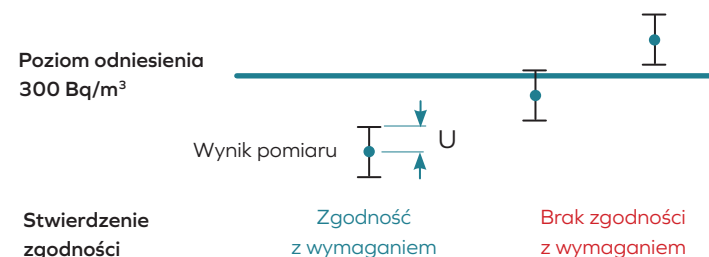 Poziom odniesienia
300 Bq/m³
Wynik pomiaru
U
Stwierdzenie
zgodności
Zgodność
z wymaganiem
Brak zgodności
z wymaganiem